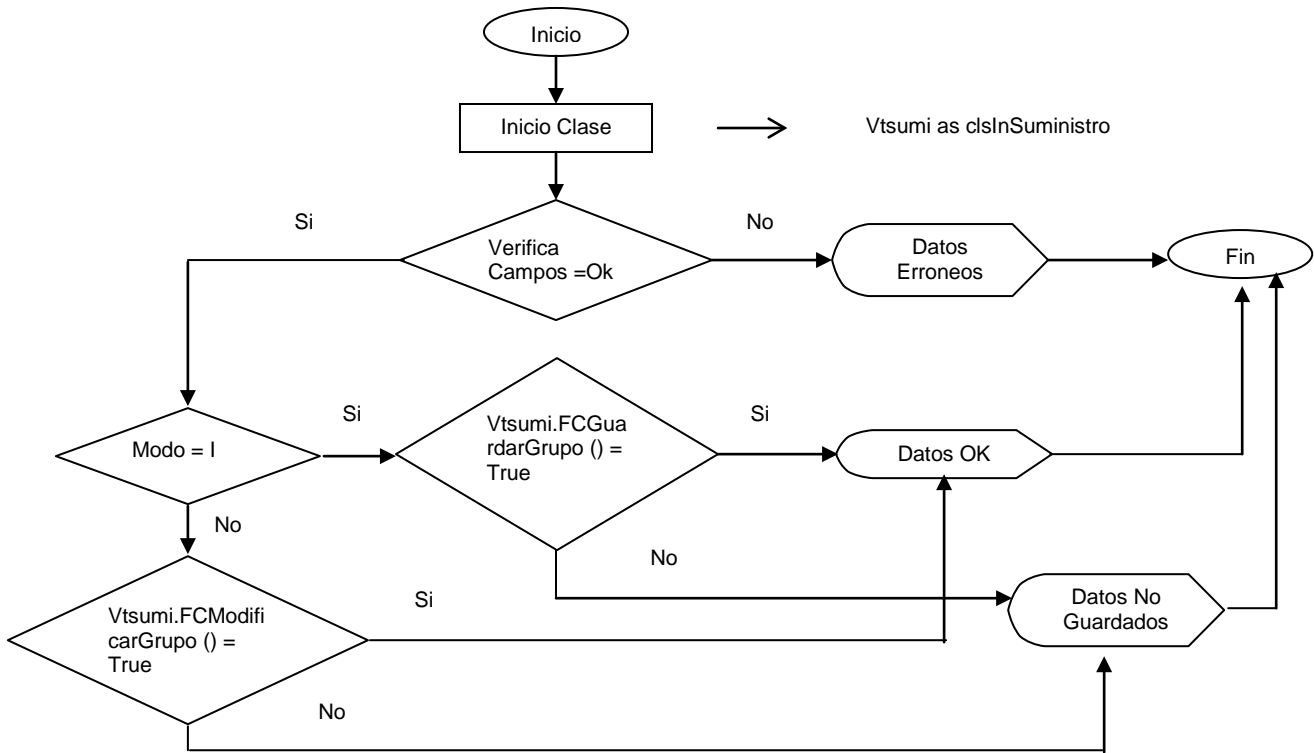 Inicio
Inicio Clase
Vtsumi as clsInSuministro
Si
No
Verifica
Campos =Ok
Datos
Erroneos
Fin
Modo = I
Si
Vtsumi.FCGua
rdarGrupo () =
True
Si
Datos OK
No
No
Vtsumi.FCModifi
carGrupo () =
True
Si
Datos No
Guardados
No